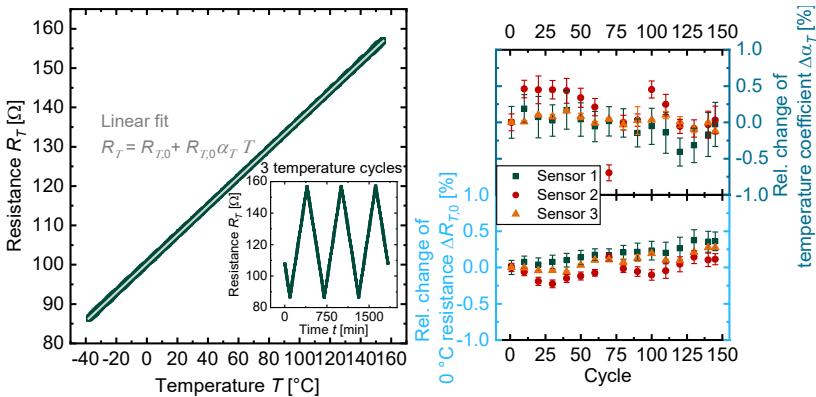 160
150
140
130
120
110
100
90
80
Resistance R_T [Ω]
-40 -20 0 20 40 60 80 100 120 140 160
Temperature T [°C]
Linear fit
R_T = R_T,0 + R_T,0 α_T T
3 temperature cycles
160
140
120
100
80
Resistance R_T [Ω]
0 750 1500
Time t [min]
0 25 50 75 100 125 150
1.0
0.5
0.0
-0.5
-1.0
Rel. change of
temperature coefficient Δα_T [%]
Sensor 1
Sensor 2
Sensor 3
1.0
0.5
0.0
-0.5
-1.0
Rel. change of
0 °C resistance ΔR_T,0 [%]
0 25 50 75 100 125 150
Cycle